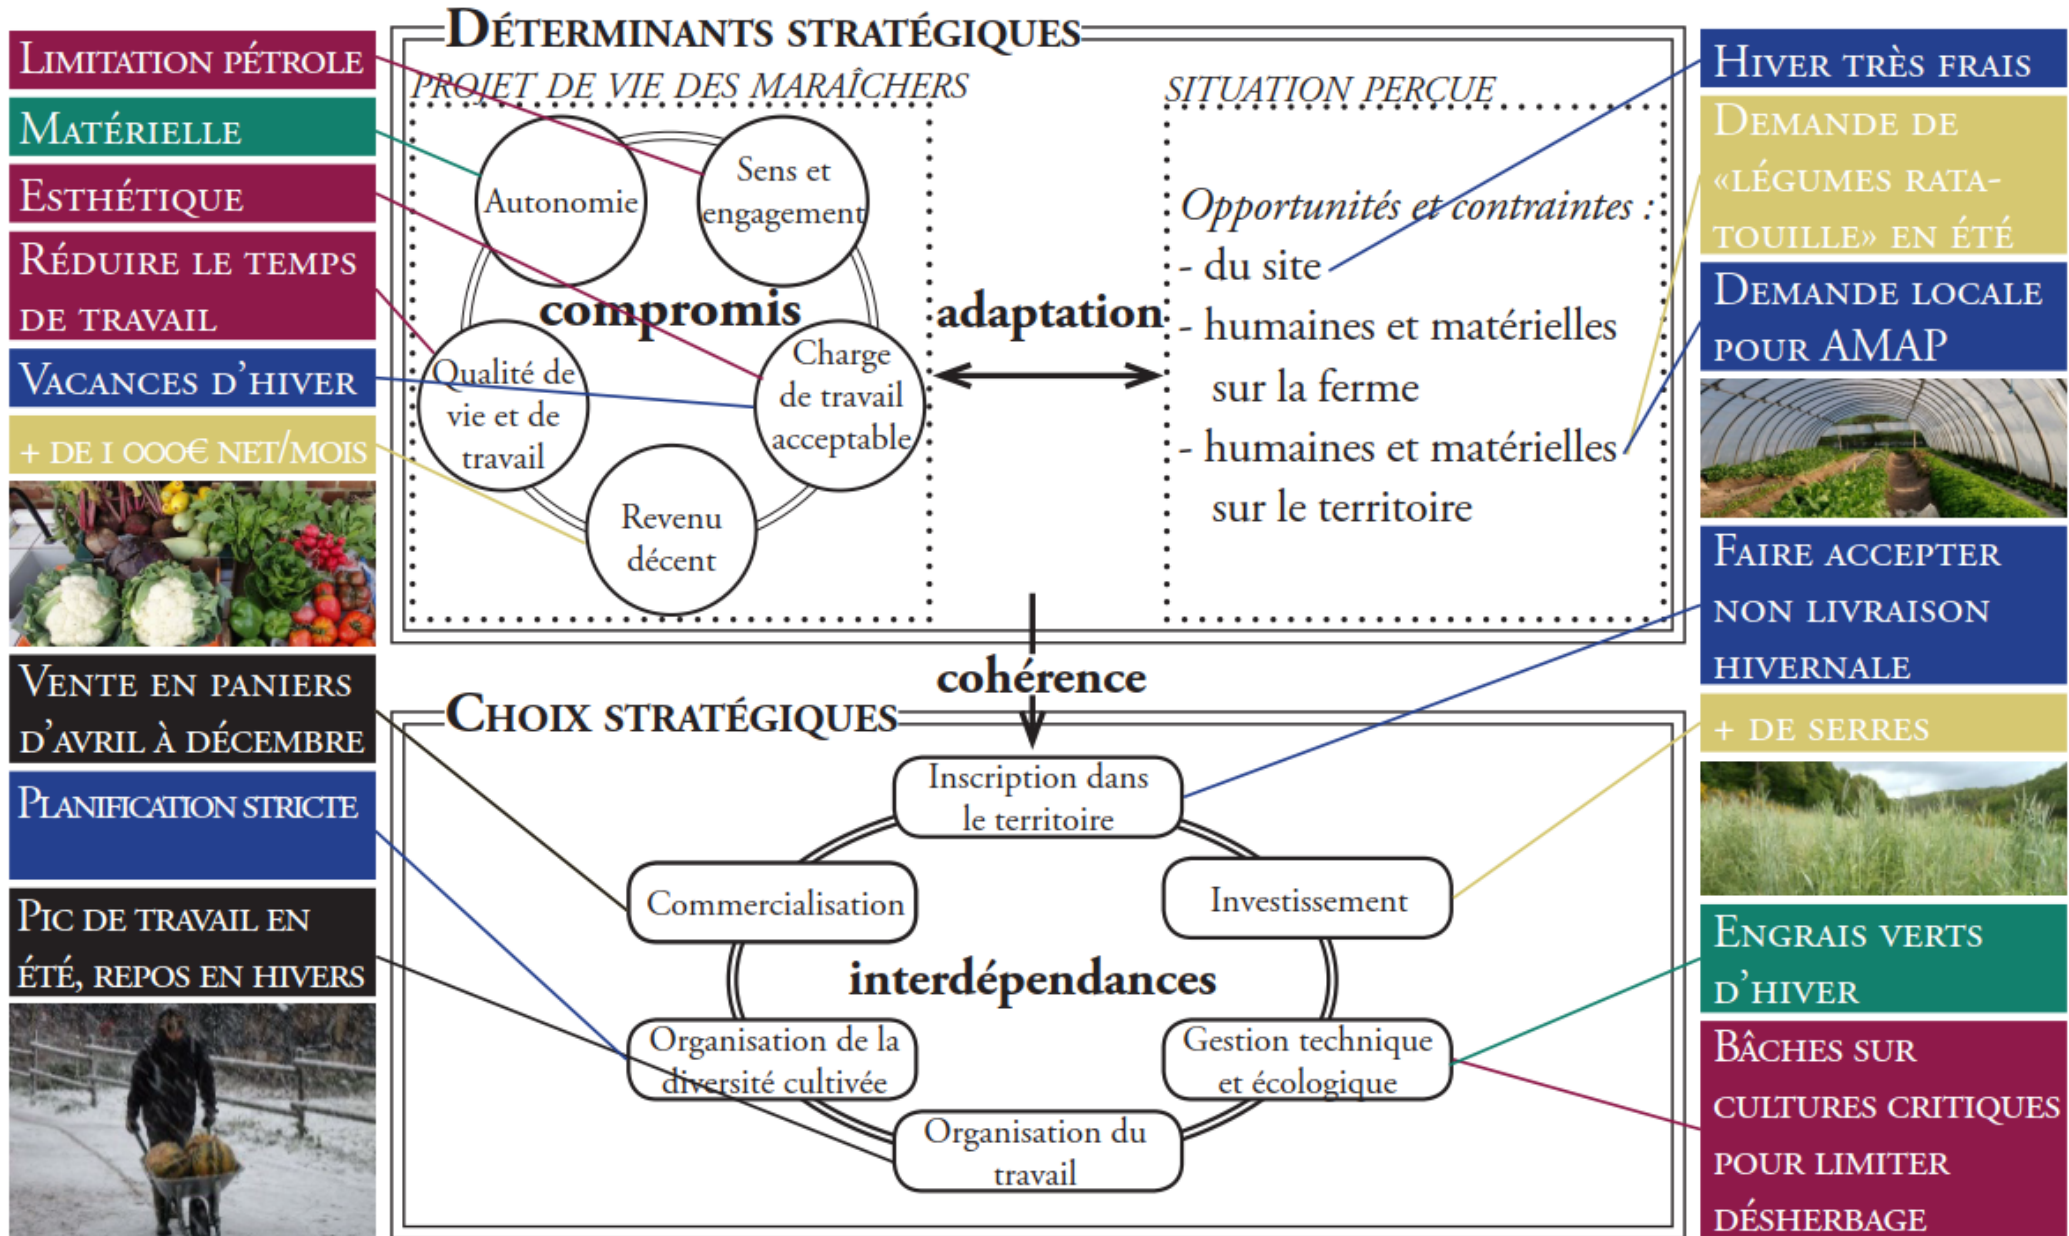 DÉTERMINANTS STRATÉGIQUES
LIMITATION PÉTROLE
MATÉRIELLE
ESTHÉTIQUE
RÉDUIRE LE TEMPS
DE TRAVAIL
VACANCES D'HIVER
+ DE 1 000€ NET/MOIS
VENTE EN PANIERS
D'AVRIL À DÉCEMBRE
PLANIFICATION STRICTE
PIC DE TRAVAIL EN
ÉTÉ, REPOS EN HIVERS
PROJET DE VIE DES MARAÎCHERS
Autonomie
Sens et
engagement
compromis
Qualité de
vie et de
travail
Charge
de travail
acceptable
Revenu
décent
adaptation
SITUATION PERÇUE
Opportunités et contraintes :
- du site
- humaines et matérielles
sur la ferme
- humaines et matérielles
sur le territoire
cohérence
CHOIX STRATÉGIQUES
Inscription dans
le territoire
Commercialisation
Investissement
interdépendances
Organisation de la
diversité cultivée
Gestion technique
et écologique
Organisation du
travail
HIVER TRÈS FRAIS
DEMANDE DE
«LÉGUMES RATA-
TOUILLE» EN ÉTÉ
DEMANDE LOCALE
POUR AMAP
FAIRE ACCEPTER
NON LIVRAISON
HIVERNALE
+ DE SERRES
ENGRAIS VERTS
D'HIVER
BÂCHES SUR
CULTURES CRITIQUES
POUR LIMITER
DÉSHERBAGE